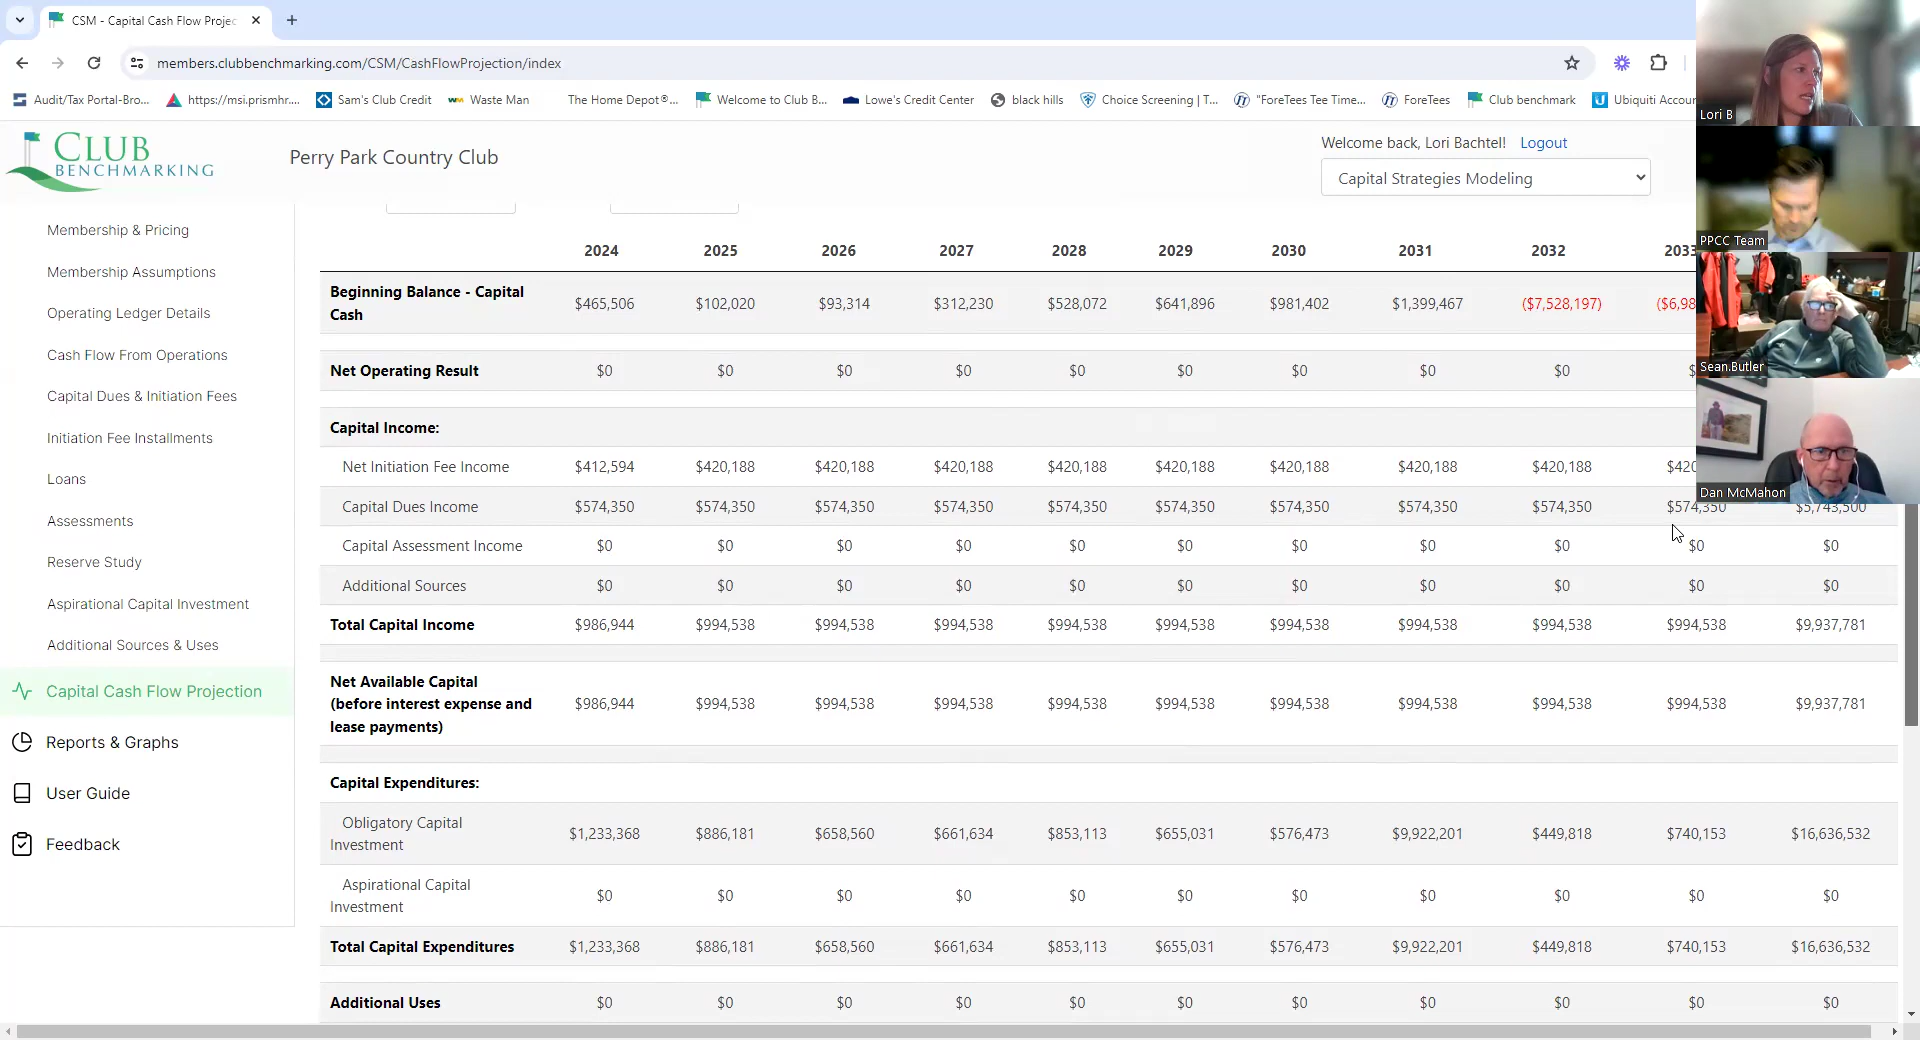 CSM - Capital Cash Flow Projec
members.clubbenchmarking.com/CSM/CashFlowProjection/index
Audit/Tax Portal-Bro... https://msi.prismhr.... Sam's Club Credit Waste Man The Home Depot®... Welcome to Club B... Lowe's Credit Center black hills Choice Screening | T... "ForeTees Tee Time... ForeTees Club benchmark Ubiquiti Accou
CLUB
BENCHMARKING
Perry Park Country Club
Welcome back, Lori Bachtel! Logout
Capital Strategies Modeling
Membership & Pricing
Membership Assumptions
Operating Ledger Details
Cash Flow From Operations
Capital Dues & Initiation Fees
Initiation Fee Installments
Loans
Assessments
Reserve Study
Aspirational Capital Investment
Additional Sources & Uses
Capital Cash Flow Projection
Reports & Graphs
User Guide
Feedback
2024 2025 2026 2027 2028 2029 2030 2031 2032 2033
Beginning Balance - Capital
Cash
$465,506 $102,020 $93,314 $312,230 $528,072 $641,896 $981,402 $1,399,467 ($7,528,197) ($6,98
Net Operating Result $0 $0 $0 $0 $0 $0 $0 $0 $0 $
Capital Income:
Net Initiation Fee Income $412,594 $420,188 $420,188 $420,188 $420,188 $420,188 $420,188 $420,188 $420,188 $420
Capital Dues Income $574,350 $574,350 $574,350 $574,350 $574,350 $574,350 $574,350 $574,350 $574,350 $574,350 $5,743,500
Capital Assessment Income $0 $0 $0 $0 $0 $0 $0 $0 $0 $0 $0
Additional Sources $0 $0 $0 $0 $0 $0 $0 $0 $0 $0 $0
Total Capital Income $986,944 $994,538 $994,538 $994,538 $994,538 $994,538 $994,538 $994,538 $994,538 $994,538 $9,937,781
Net Available Capital
(before interest expense and
lease payments)
$986,944 $994,538 $994,538 $994,538 $994,538 $994,538 $994,538 $994,538 $994,538 $994,538 $9,937,781
Capital Expenditures:
Obligatory Capital
Investment
$1,233,368 $886,181 $658,560 $661,634 $853,113 $655,031 $576,473 $9,922,201 $449,818 $740,153 $16,636,532
Aspirational Capital
Investment
$0 $0 $0 $0 $0 $0 $0 $0 $0 $0 $0
Total Capital Expenditures $1,233,368 $886,181 $658,560 $661,634 $853,113 $655,031 $576,473 $9,922,201 $449,818 $740,153 $16,636,532
Additional Uses $0 $0 $0 $0 $0 $0 $0 $0 $0 $0 $0
Lori B
PPCC Team
Sean.Butler
Dan McMahon